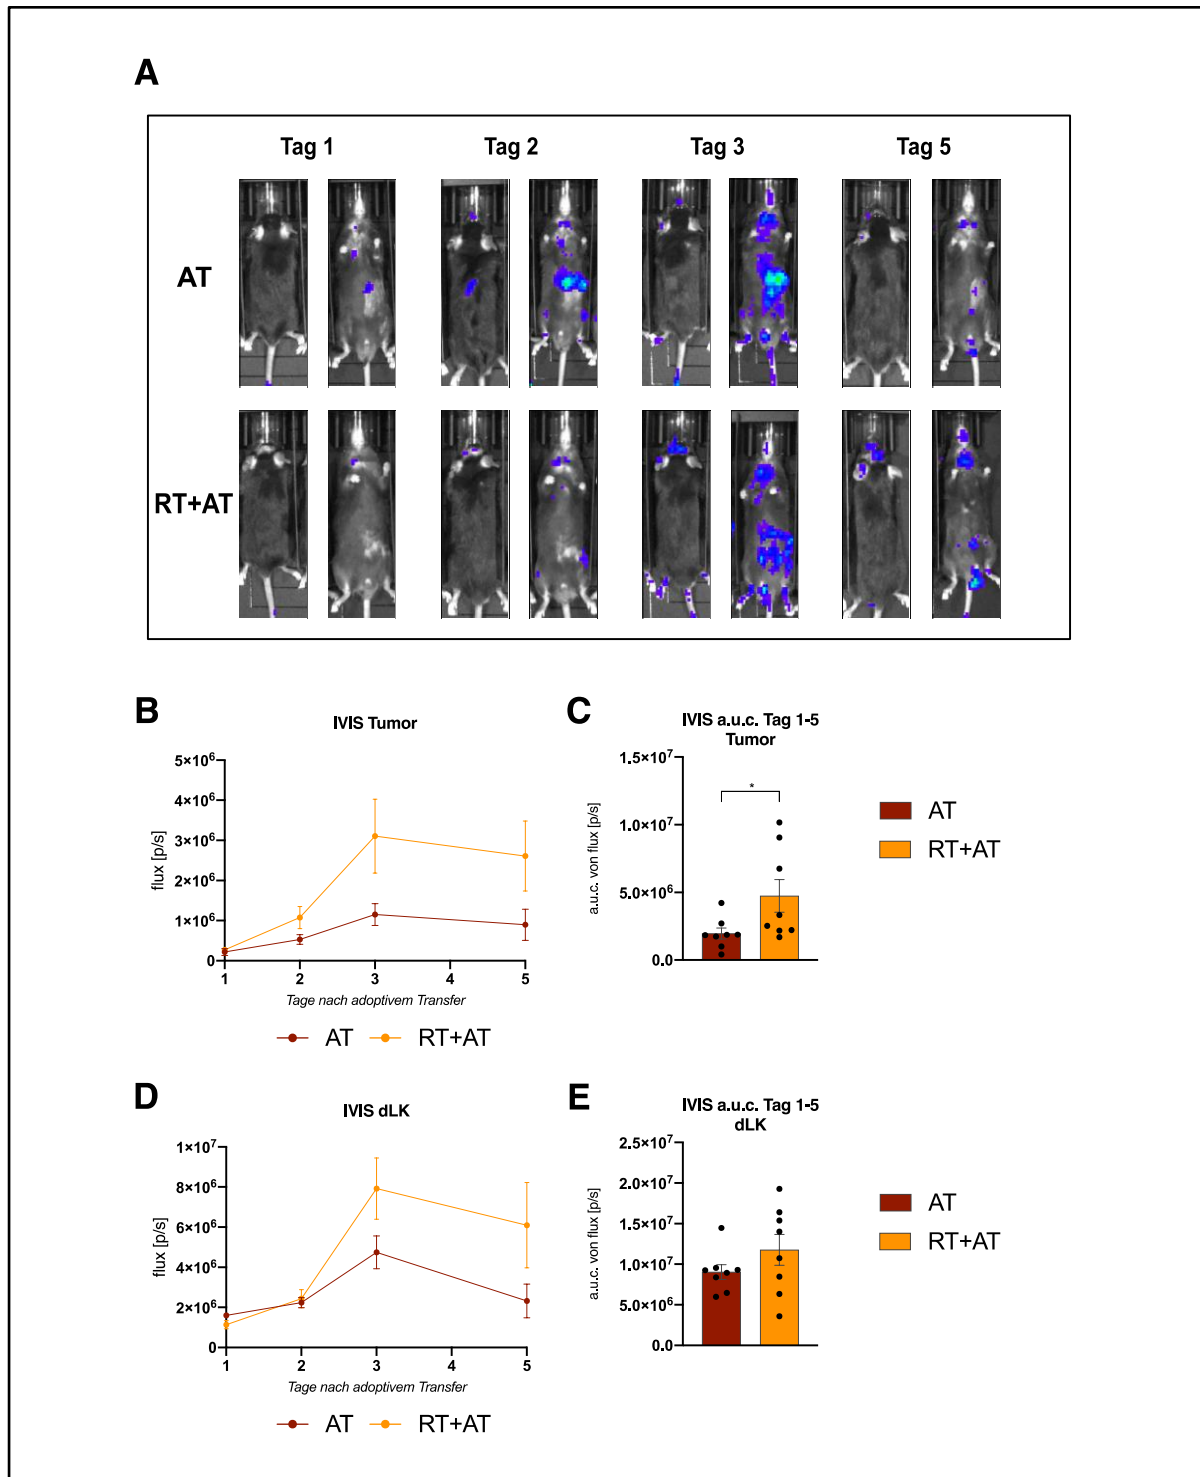 A
Tag 1 Tag 2 Tag 3 Tag 5
AT
RT+AT
B
IVIS Tumor
5×10⁶
4×10⁶
3×10⁶
2×10⁶
1×10⁶
0
flux [p/s]
1 2 3 4 5
Tage nach adoptivem Transfer
AT RT+AT
C
IVIS a.u.c. Tag 1-5
Tumor
1.5×10⁷
1.0×10⁷
5.0×10⁶
0.0
a.u.c. von flux [p/s]
*
AT
RT+AT
D
IVIS dLK
1×10⁷
8×10⁶
6×10⁶
4×10⁶
2×10⁶
0
flux [p/s]
1 2 3 4 5
Tage nach adoptivem Transfer
AT RT+AT
E
IVIS a.u.c. Tag 1-5
dLK
2.5×10⁷
2.0×10⁷
1.5×10⁷
1.0×10⁷
5.0×10⁶
0.0
a.u.c. von flux [p/s]
AT
RT+AT